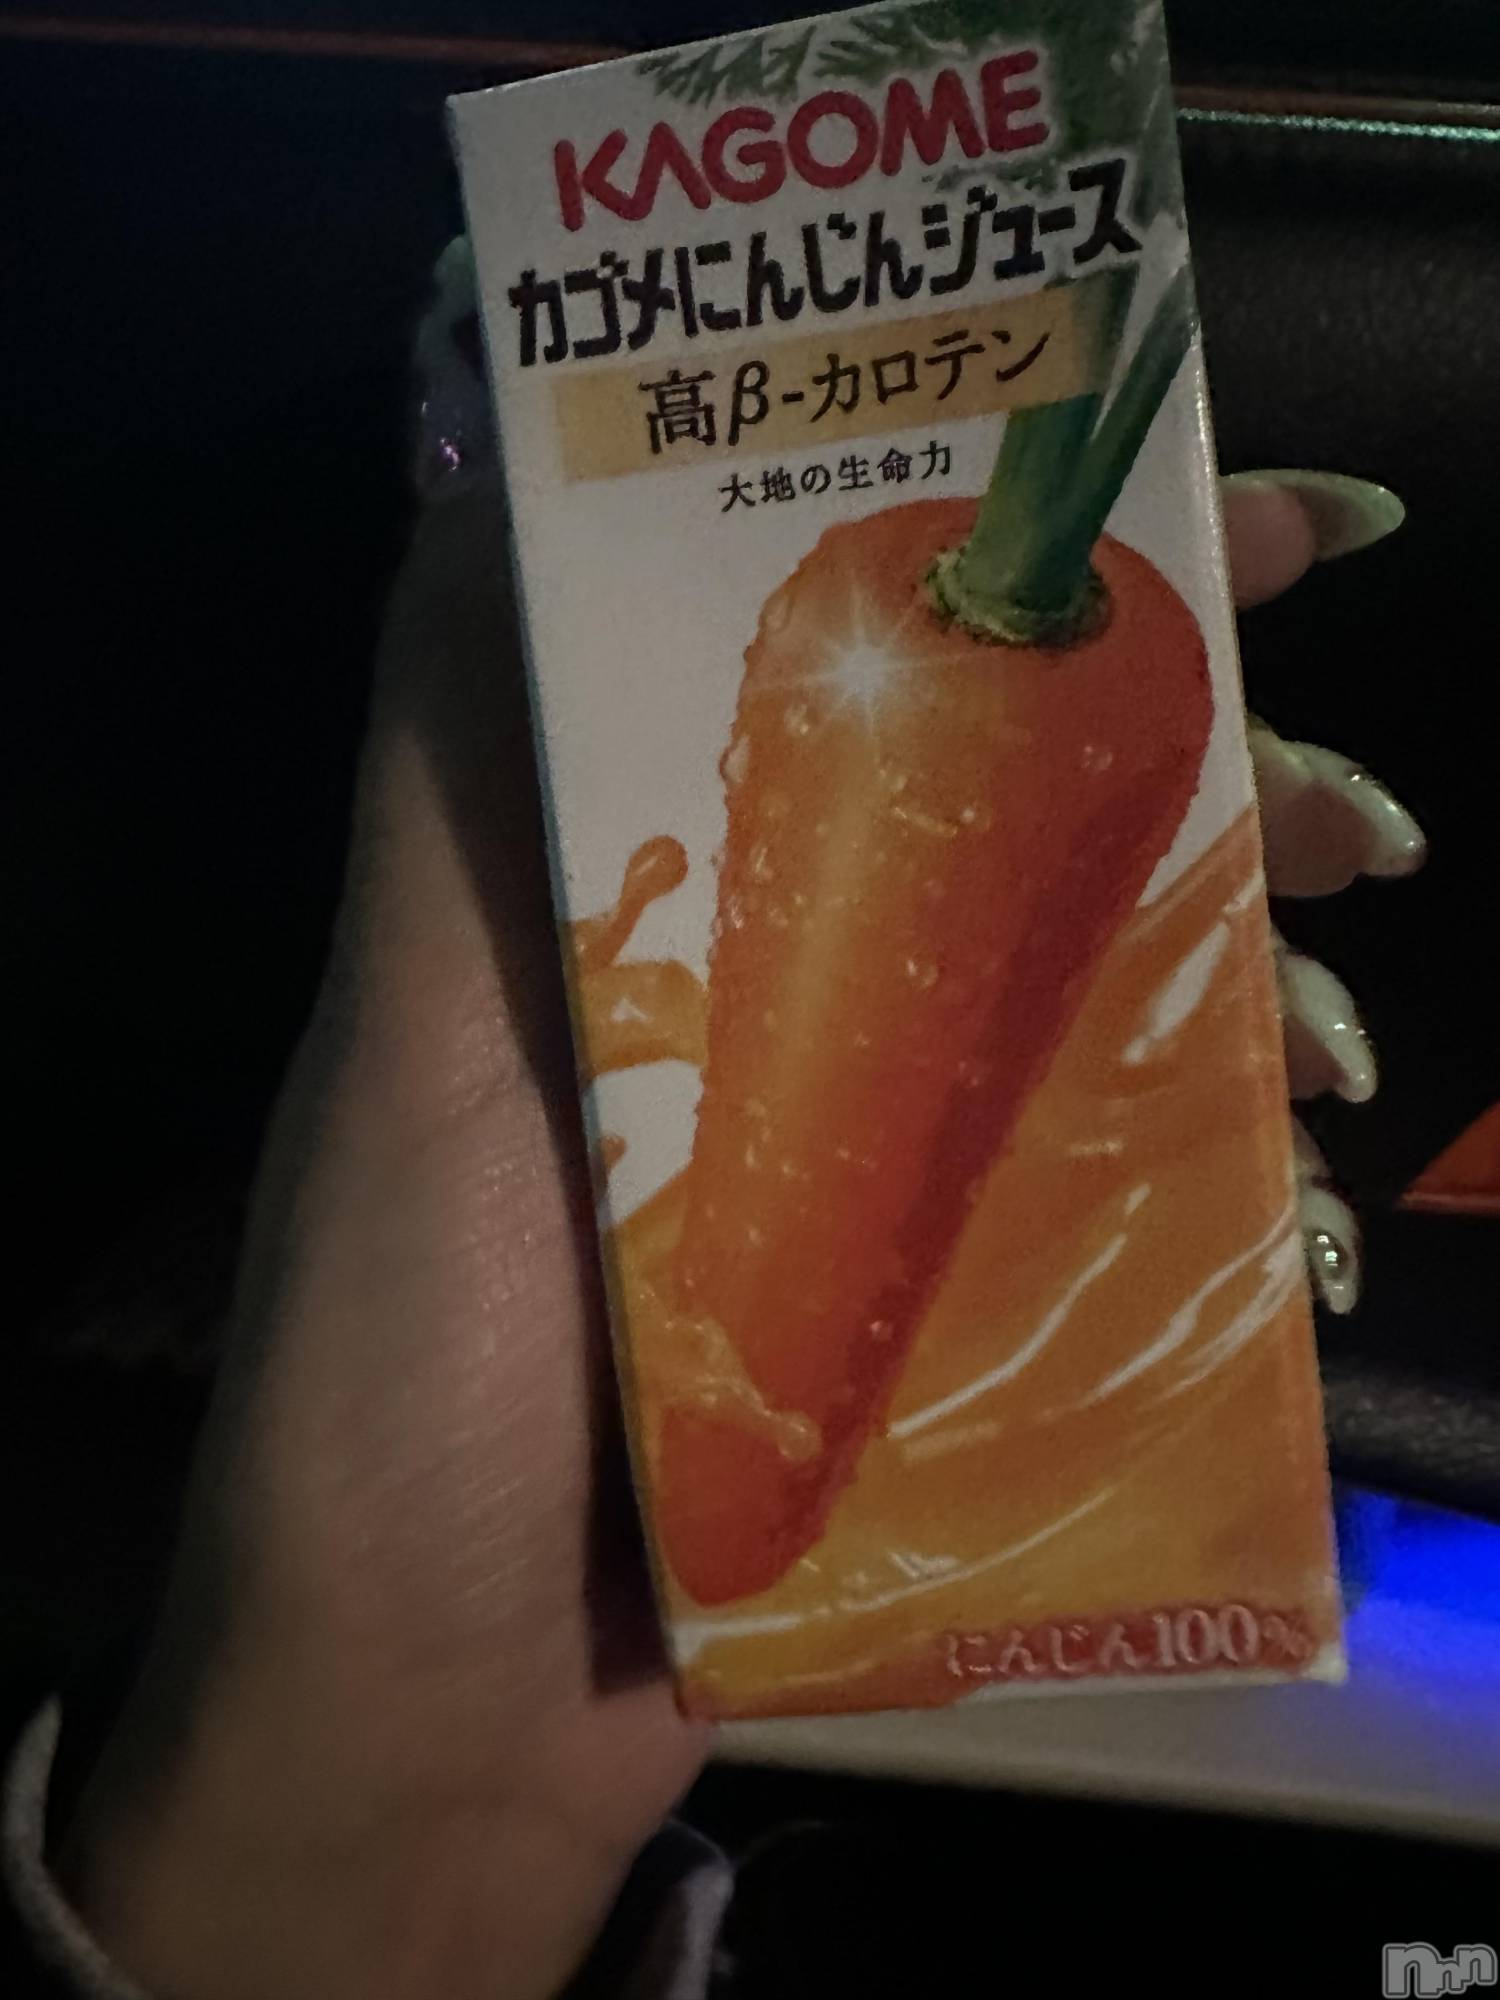 KAGOME
カゴメにんじんジュース
高β-カロテン
大地の生命力
にんじん100%
nnn